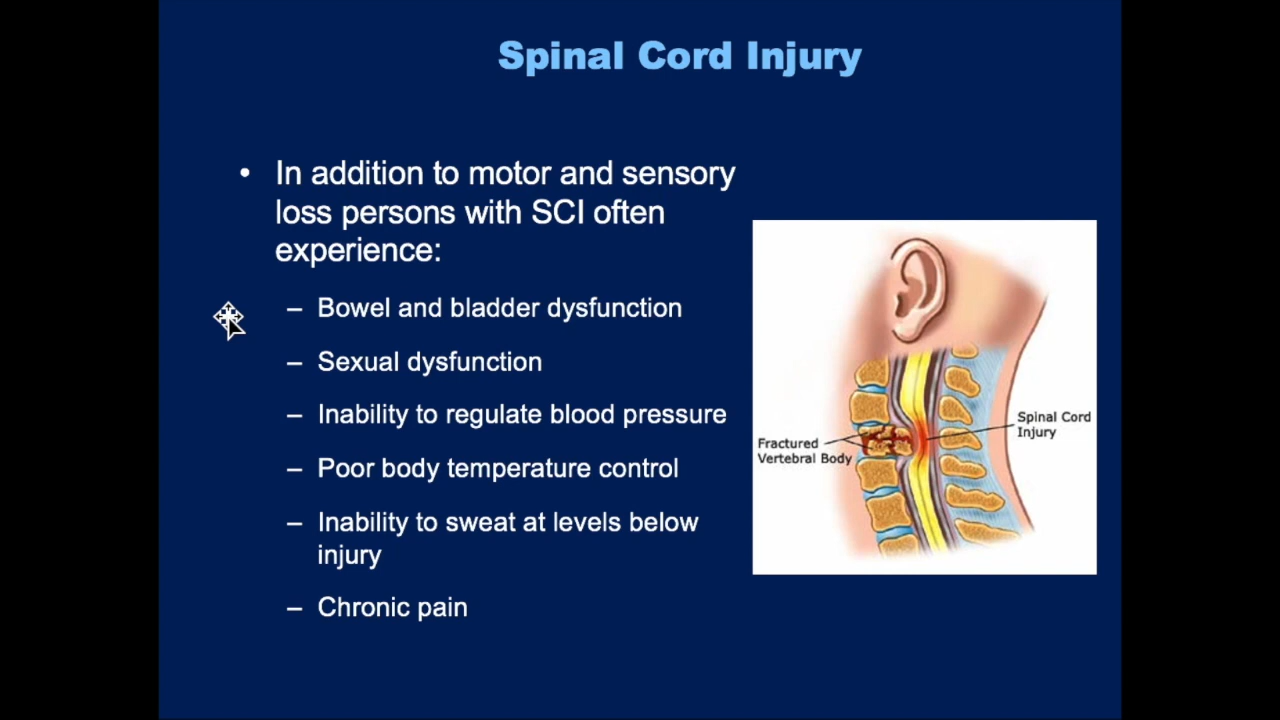 Spinal Cord Injury
• In addition to motor and sensory
loss persons with SCI often
experience:
– Bowel and bladder dysfunction
– Sexual dysfunction
– Inability to regulate blood pressure
– Poor body temperature control
– Inability to sweat at levels below
injury
– Chronic pain
Fractured
Vertebral Body
Spinal Cord
Injury